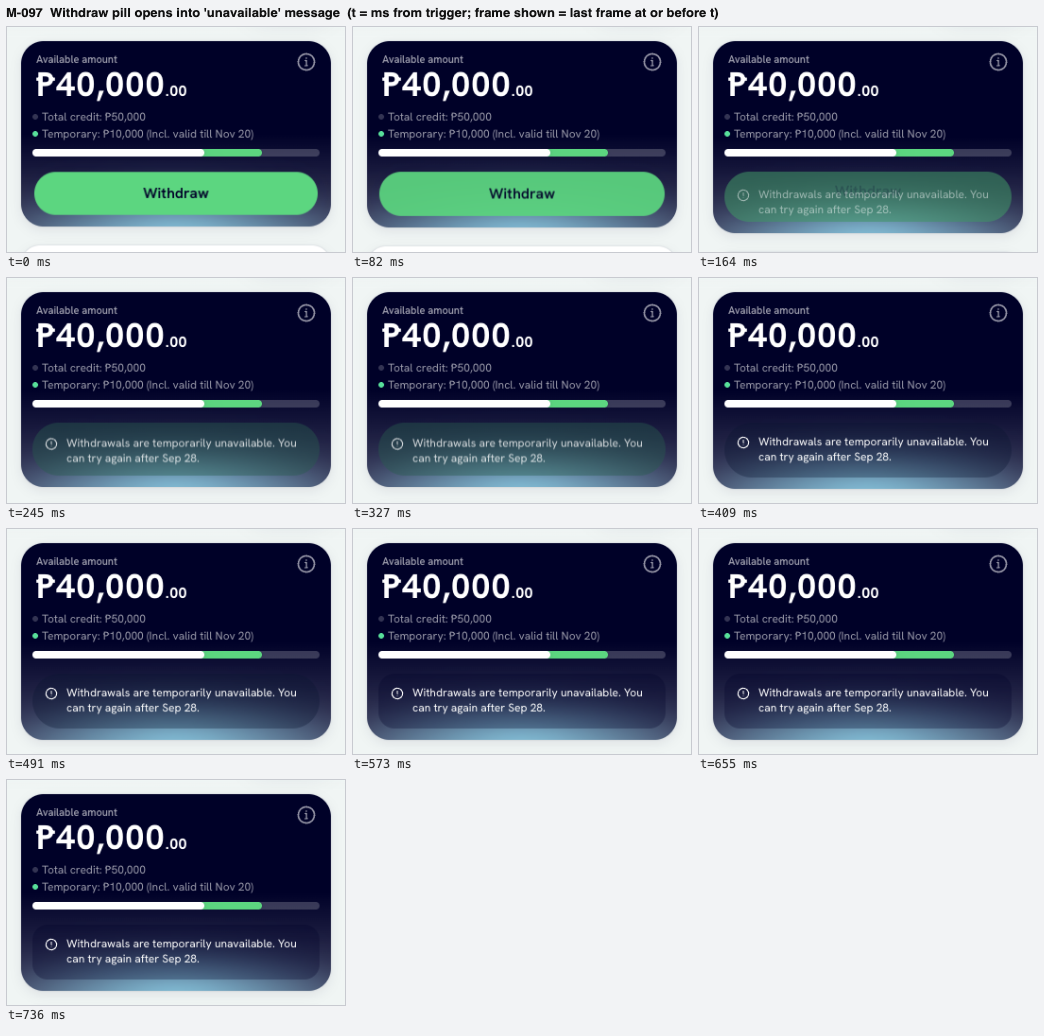 M-097 Withdraw pill opens into 'unavailable' message (t = ms from trigger; frame shown = last frame at or before t)
Available amount
₱40,000.00
Total credit: ₱50,000
Temporary: ₱10,000 (Incl. valid till Nov 20)
Withdraw
t=0 ms
Available amount
₱40,000.00
Total credit: ₱50,000
Temporary: ₱10,000 (Incl. valid till Nov 20)
Withdraw
t=82 ms
Available amount
₱40,000.00
Total credit: ₱50,000
Temporary: ₱10,000 (Incl. valid till Nov 20)
Withdraw
Withdrawals are temporarily unavailable. You
can try again after Sep 28.
t=164 ms
Available amount
₱40,000.00
Total credit: ₱50,000
Temporary: ₱10,000 (Incl. valid till Nov 20)
Withdrawals are temporarily unavailable. You
can try again after Sep 28.
t=245 ms
Available amount
₱40,000.00
Total credit: ₱50,000
Temporary: ₱10,000 (Incl. valid till Nov 20)
Withdrawals are temporarily unavailable. You
can try again after Sep 28.
t=327 ms
Available amount
₱40,000.00
Total credit: ₱50,000
Temporary: ₱10,000 (Incl. valid till Nov 20)
Withdrawals are temporarily unavailable. You
can try again after Sep 28.
t=409 ms
Available amount
₱40,000.00
Total credit: ₱50,000
Temporary: ₱10,000 (Incl. valid till Nov 20)
Withdrawals are temporarily unavailable. You
can try again after Sep 28.
t=491 ms
Available amount
₱40,000.00
Total credit: ₱50,000
Temporary: ₱10,000 (Incl. valid till Nov 20)
Withdrawals are temporarily unavailable. You
can try again after Sep 28.
t=573 ms
Available amount
₱40,000.00
Total credit: ₱50,000
Temporary: ₱10,000 (Incl. valid till Nov 20)
Withdrawals are temporarily unavailable. You
can try again after Sep 28.
t=655 ms
Available amount
₱40,000.00
Total credit: ₱50,000
Temporary: ₱10,000 (Incl. valid till Nov 20)
Withdrawals are temporarily unavailable. You
can try again after Sep 28.
t=736 ms